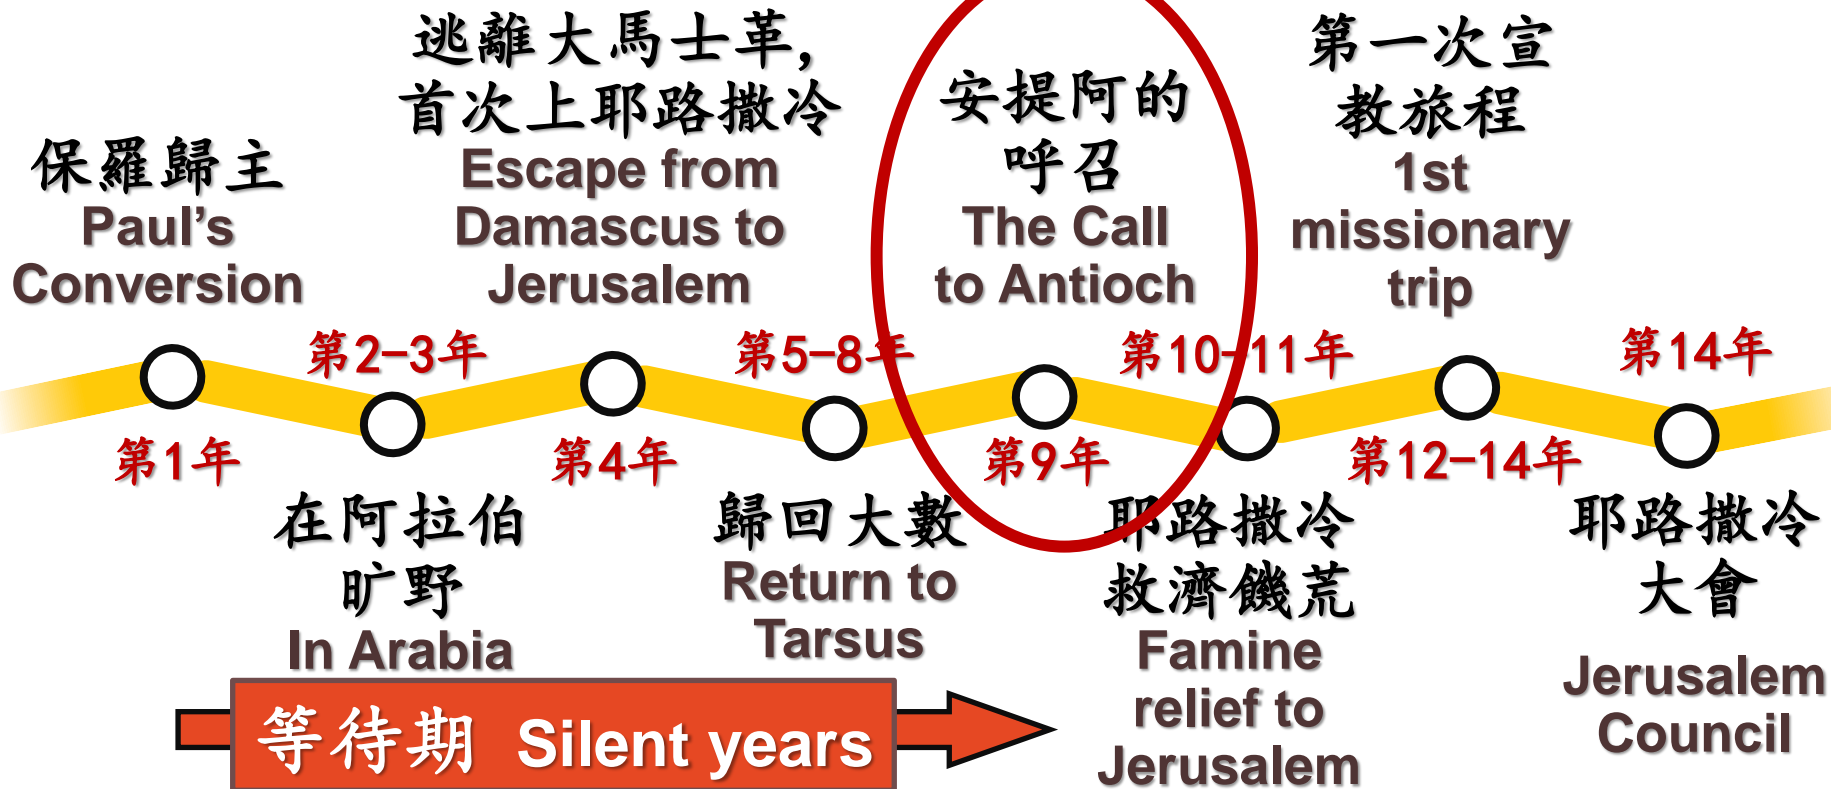 保羅歸主
Paul’s
Conversion
第1年
第2-3年
在阿拉伯
旷野
In Arabia
逃離大馬士革,
首次上耶路撒冷
Escape from
Damascus to
Jerusalem
第4年
第5-8年
歸回大數
Return to
Tarsus
安提阿的
呼召
The Call
to Antioch
第9年
第10-11年
耶路撒冷
救濟饑荒
Famine
relief to
Jerusalem
第一次宣
教旅程
1st
missionary
trip
第12-14年
第14年
耶路撒冷
大會
Jerusalem
Council
等待期 Silent years